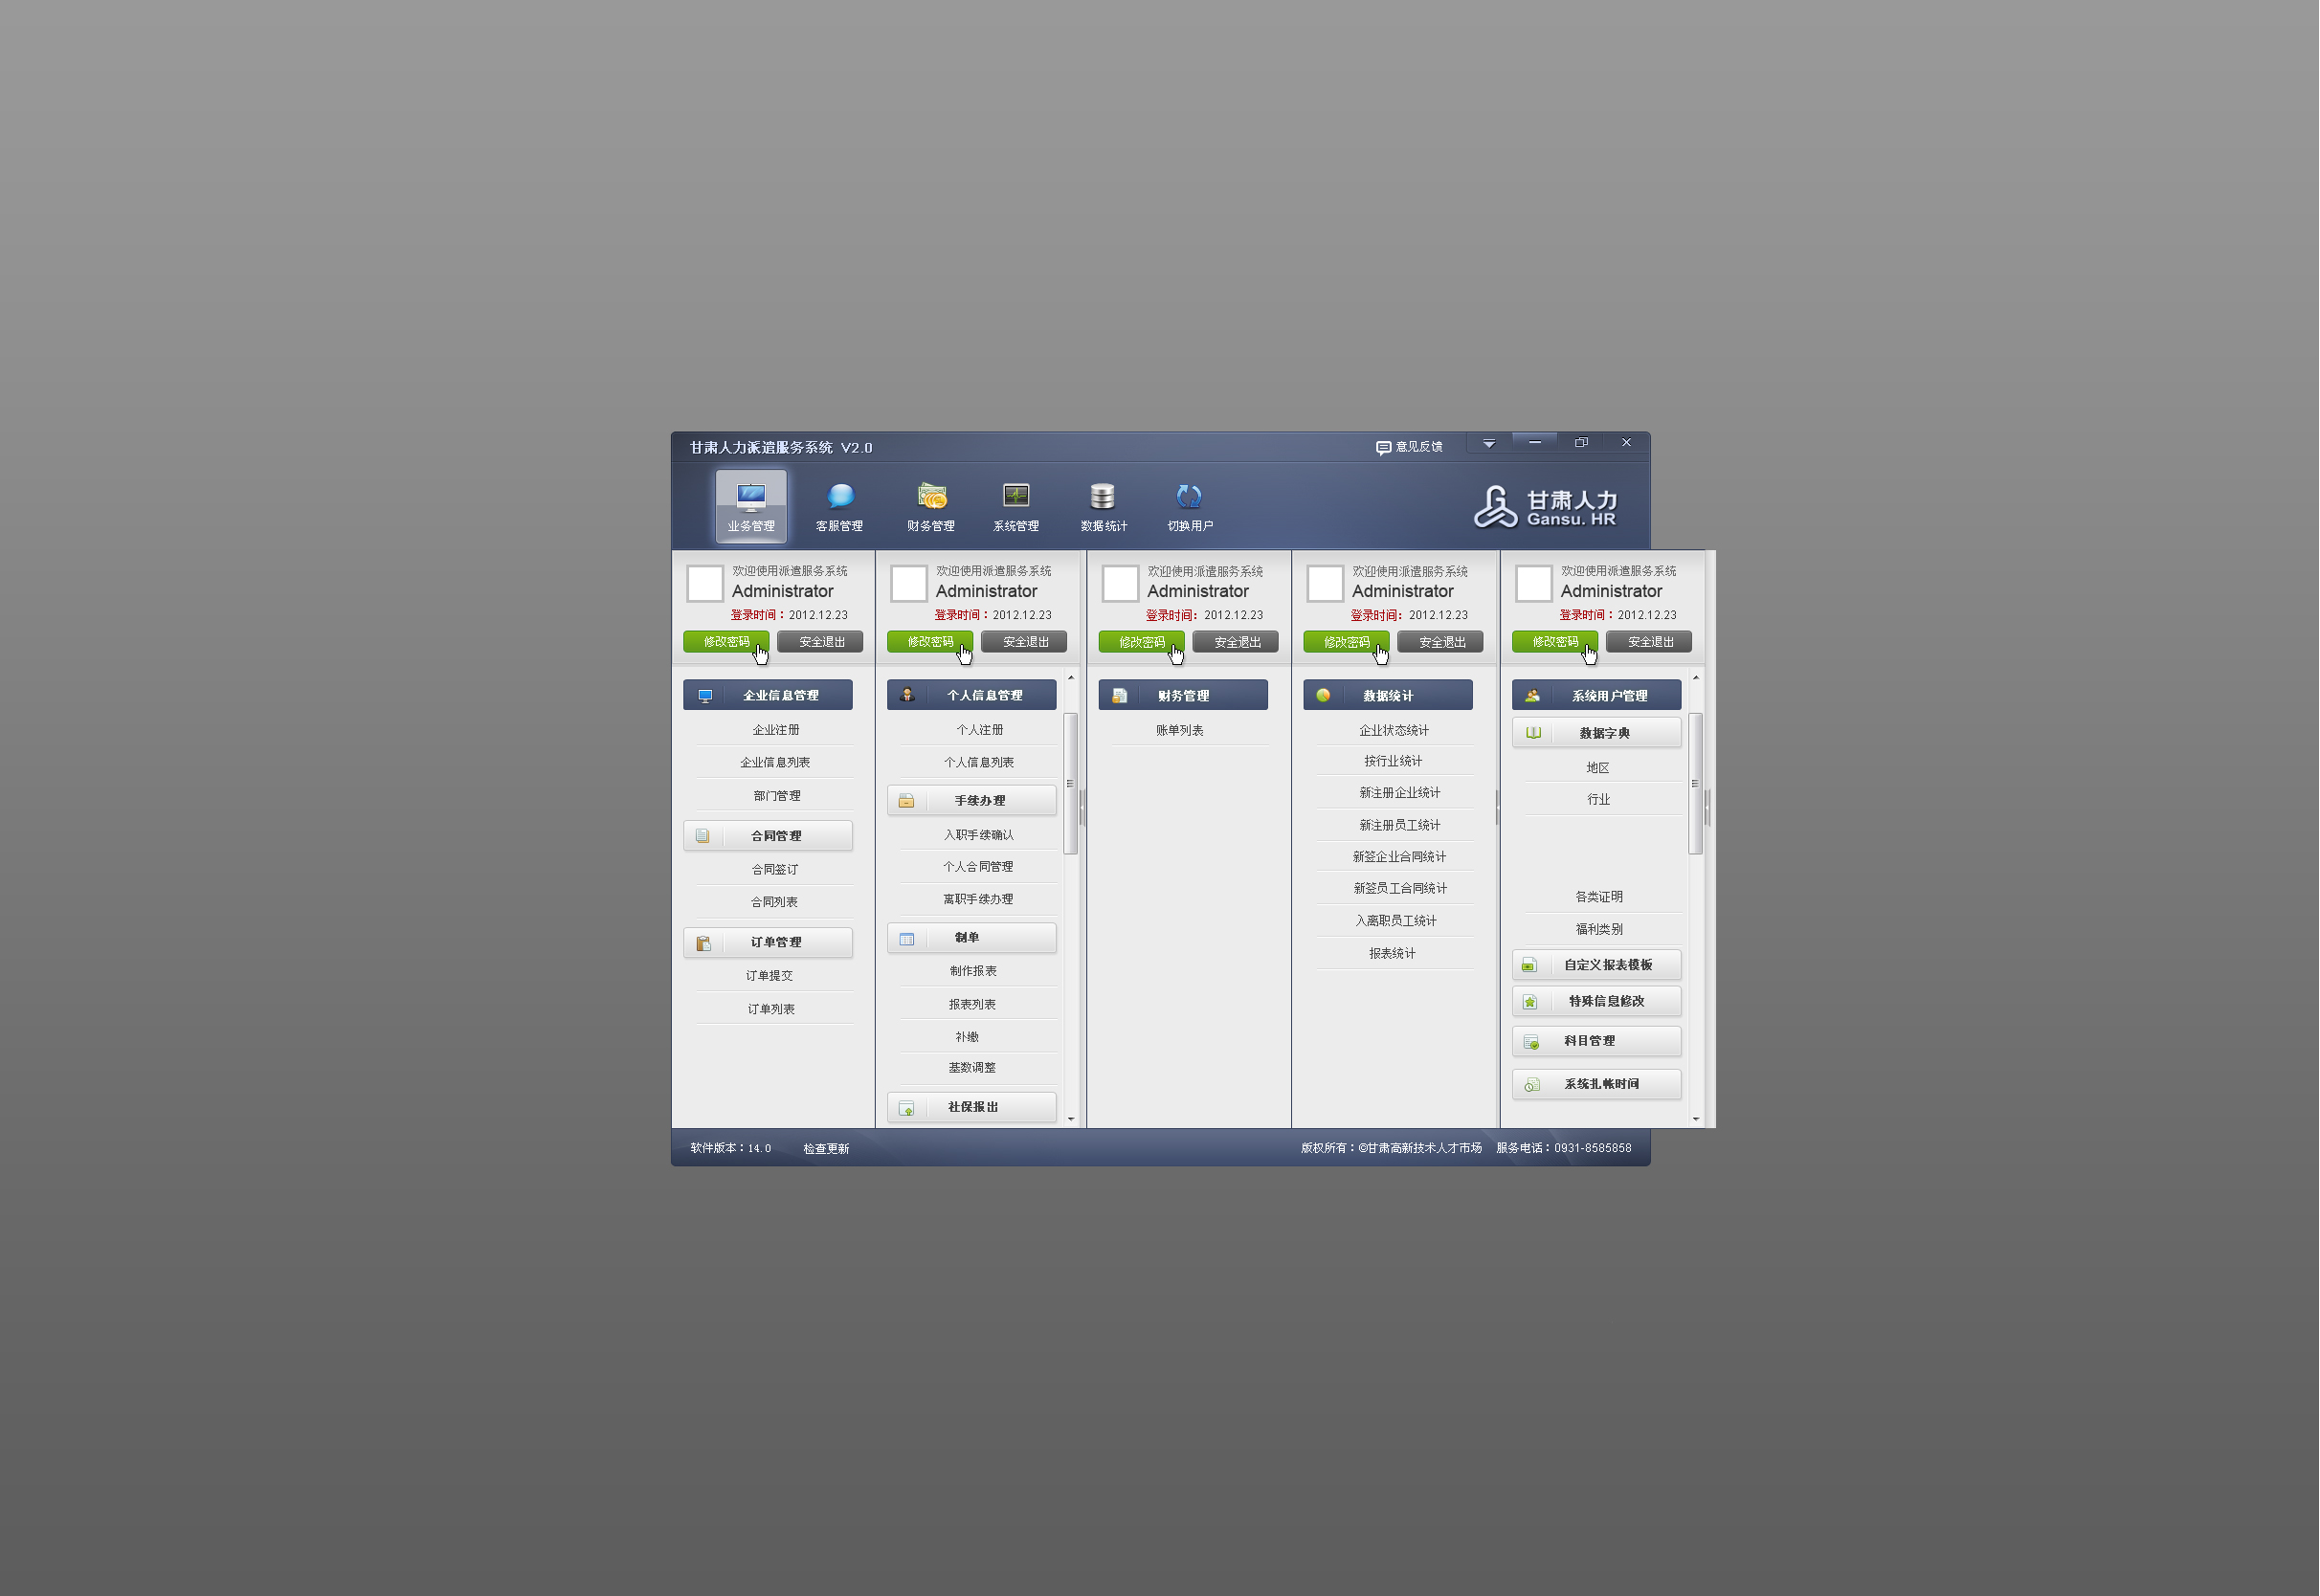 甘肃人力派遣服务系统 V2.0
意见反馈
业务管理
客服管理
财务管理
系统管理
数据统计
切换用户
甘肃人力
Gansu. HR
欢迎使用派遣服务系统
Administrator
登录时间：2012.12.23
修改密码
安全退出
企业信息管理
企业注册
企业信息列表
部门管理
合同管理
合同签订
合同列表
订单管理
订单提交
订单列表
欢迎使用派遣服务系统
Administrator
登录时间：2012.12.23
修改密码
安全退出
个人信息管理
个人注册
个人信息列表
手续办理
入职手续确认
个人合同管理
离职手续办理
制单
制作报表
报表列表
补缴
基数调整
社保报出
欢迎使用派遣服务系统
Administrator
登录时间：2012.12.23
修改密码
安全退出
财务管理
账单列表
欢迎使用派遣服务系统
Administrator
登录时间：2012.12.23
修改密码
安全退出
数据统计
企业状态统计
按行业统计
新注册企业统计
新注册员工统计
新签企业合同统计
新签员工合同统计
入离职员工统计
报表统计
欢迎使用派遣服务系统
Administrator
登录时间：2012.12.23
修改密码
安全退出
系统用户管理
数据字典
地区
行业
各类证明
福利类别
自定义报表模板
特殊信息修改
科目管理
系统扎帐时间
软件版本：14.0
检查更新
版权所有：©甘肃高新技术人才市场
服务电话：0931-8585858